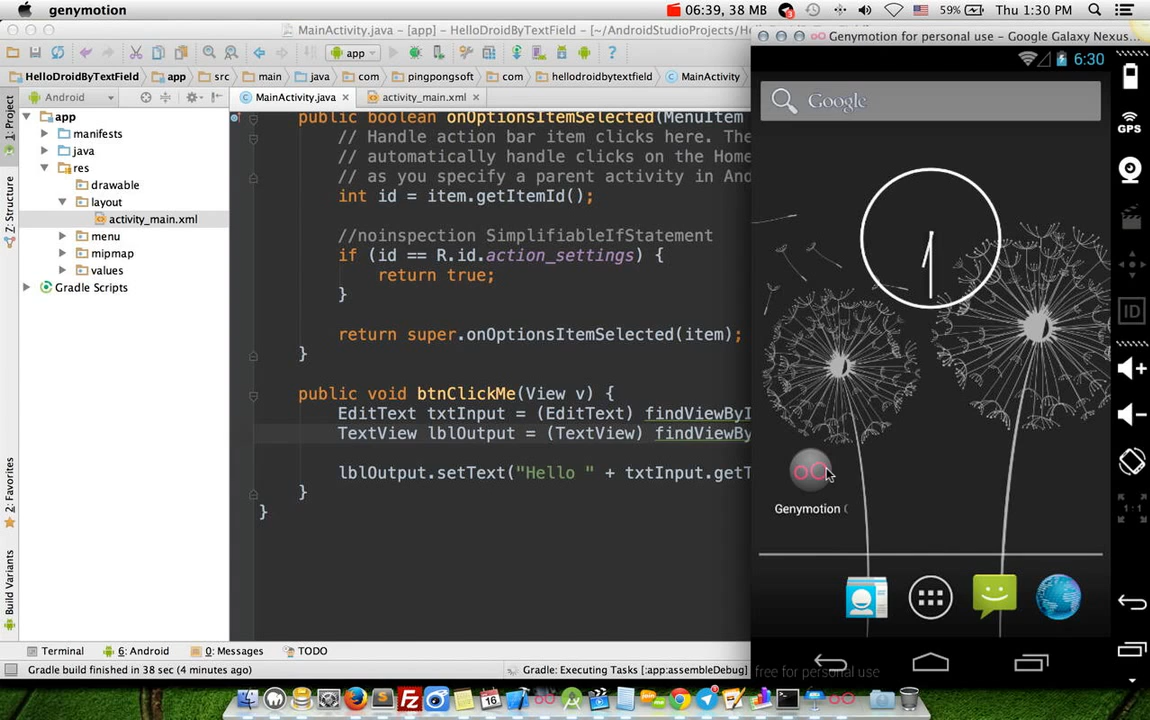 genymotion
06:39, 38 MB
59%
Thu 1:30 PM
MainActivity.java - [app] - HelloDroidByTextField - [~/AndroidStudioProjects/He
Genymotion for personal use - Google Galaxy Nexus...
app
HelloDroidByTextField
app
src
main
java
com
pingpongsoft
com
hellodroidbytextfield
MainActivity
Android
MainActivity.java
activity_main.xml
1: Project
Z: Structure
2: Favorites
Build Variants
app
manifests
java
res
drawable
layout
activity_main.xml
menu
mipmap
values
Gradle Scripts
public boolean onOptionsItemSelected(MenuItem
// Handle action bar item clicks here. The
// automatically handle clicks on the Home
// as you specify a parent activity in And
int id = item.getItemId();
//noinspection SimplifiableIfStatement
if (id == R.id.action_settings) {
return true;
}
return super.onOptionsItemSelected(item);
}
public void btnClickMe(View v) {
EditText txtInput = (EditText) findViewByI
TextView lblOutput = (TextView) findViewBy
lblOutput.setText("Hello " + txtInput.getT
}
}
6:30
Google
Genymotion (
GPS
ID
1:1
free for personal use
Terminal
6: Android
0: Messages
TODO
Gradle build finished in 38 sec (4 minutes ago)
Gradle: Executing Tasks [:app:assembleDebug]
16